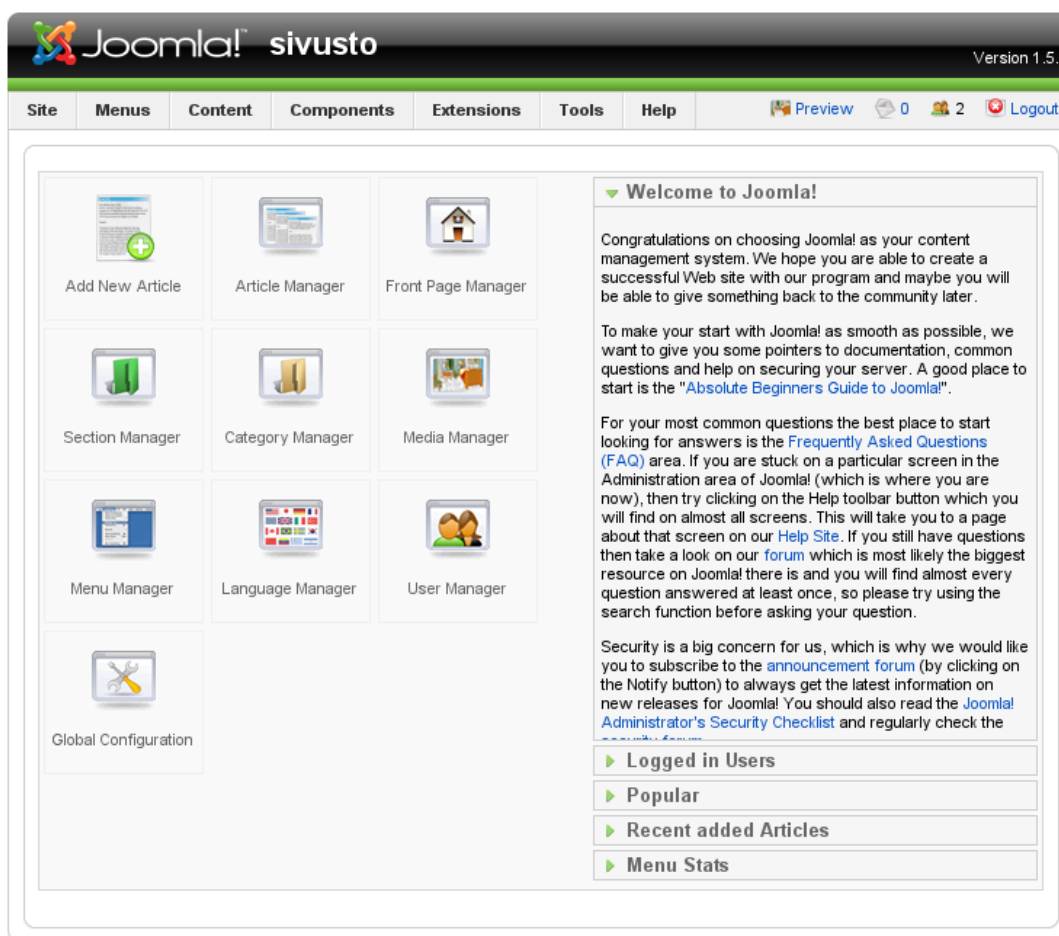 Joomla! sivusto
Version 1.5.
Site Menus Content Components Extensions Tools Help Preview 0 2 Logout
Add New Article Article Manager Front Page Manager
Section Manager Category Manager Media Manager
Menu Manager Language Manager User Manager
Global Configuration
Welcome to Joomla!
Congratulations on choosing Joomla! as your content
management system. We hope you are able to create a
successful Web site with our program and maybe you will
be able to give something back to the community later.
To make your start with Joomla! as smooth as possible, we
want to give you some pointers to documentation, common
questions and help on securing your server. A good place to
start is the "Absolute Beginners Guide to Joomla!".
For your most common questions the best place to start
looking for answers is the Frequently Asked Questions
(FAQ) area. If you are stuck on a particular screen in the
Administration area of Joomla! (which is where you are
now), then try clicking on the Help toolbar button which you
will find on almost all screens. This will take you to a page
about that screen on our Help Site. If you still have questions
then take a look on our forum which is most likely the biggest
resource on Joomla! there is and you will find almost every
question answered at least once, so please try using the
search function before asking your question.
Security is a big concern for us, which is why we would like
you to subscribe to the announcement forum (by clicking on
the Notify button) to always get the latest information on
new releases for Joomla! You should also read the Joomla!
Administrator's Security Checklist and regularly check the
Logged in Users
Popular
Recent added Articles
Menu Stats